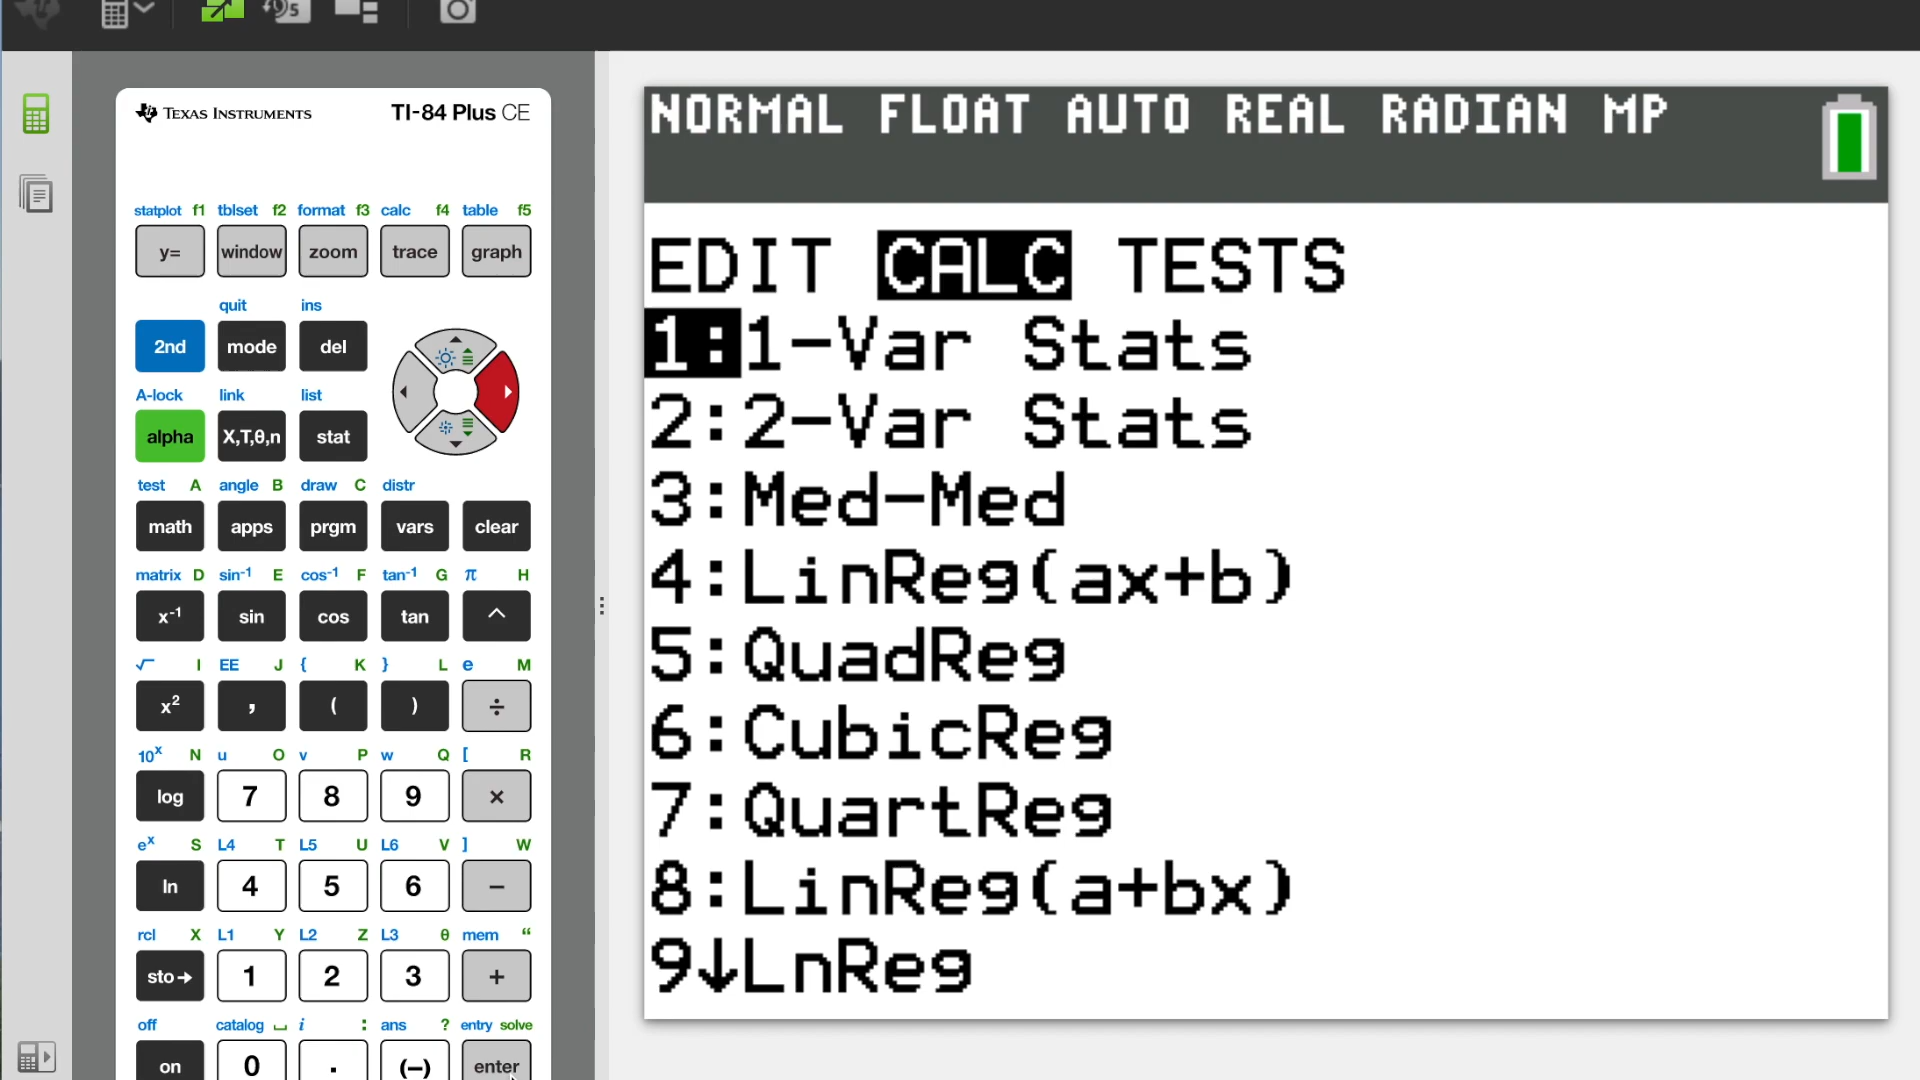 5
TEXAS INSTRUMENTS TI-84 Plus CE
statplot f1 tblset f2 format f3 calc f4 table f5
y= window zoom trace graph
quit ins
2nd mode del
A-lock link list
alpha X,T,θ,n stat
test A angle B draw C distr
math apps prgm vars clear
matrix D sin⁻¹ E cos⁻¹ F tan⁻¹ G π H
x⁻¹ sin cos tan ^
√ I EE J { K } L e M
x² , ( ) ÷
10ˣ N u O v P w Q [ R
log 7 8 9 ×
eˣ S L4 T L5 U L6 V ] W
ln 4 5 6 −
rcl X L1 Y L2 Z L3 θ mem “
sto→ 1 2 3 +
off catalog ⎵ i : ans ? entry solve
on 0 . (−) enter
NORMAL FLOAT AUTO REAL RADIAN MP
EDIT CALC TESTS
1:1-Var Stats
2:2-Var Stats
3:Med-Med
4:LinReg(ax+b)
5:QuadReg
6:CubicReg
7:QuartReg
8:LinReg(a+bx)
9↓LnReg